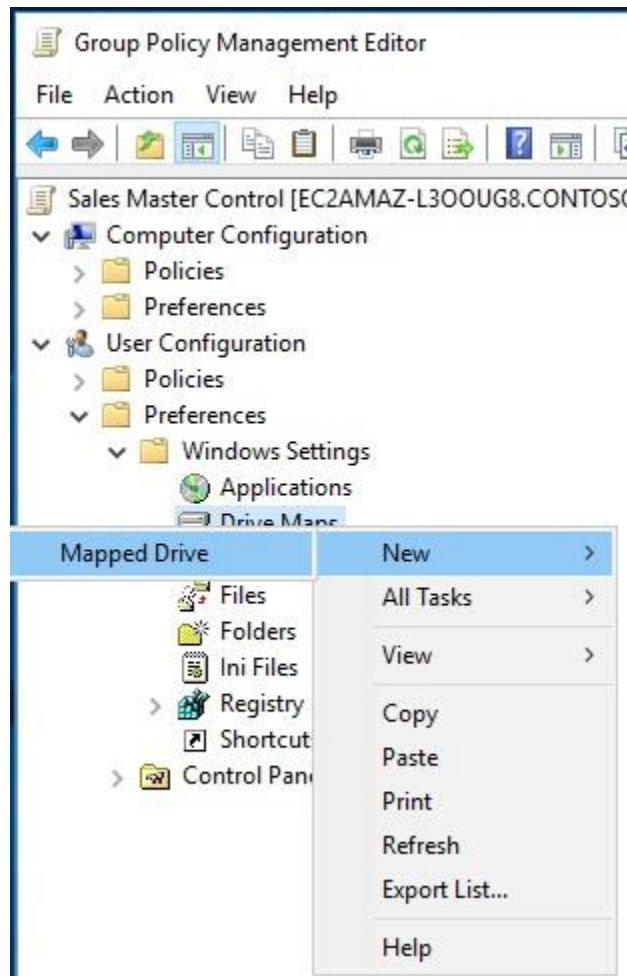 Group Policy Management Editor
File Action View Help
Sales Master Control [EC2AMAZ-L3OOUG8.CONTOSO
Computer Configuration
Policies
Preferences
User Configuration
Policies
Preferences
Windows Settings
Applications
Drive Maps
Mapped Drive
New
Files
All Tasks
Folders
Ini Files
View
Registry
Copy
Shortcut
Paste
Control Pane
Print
Refresh
Export List...
Help